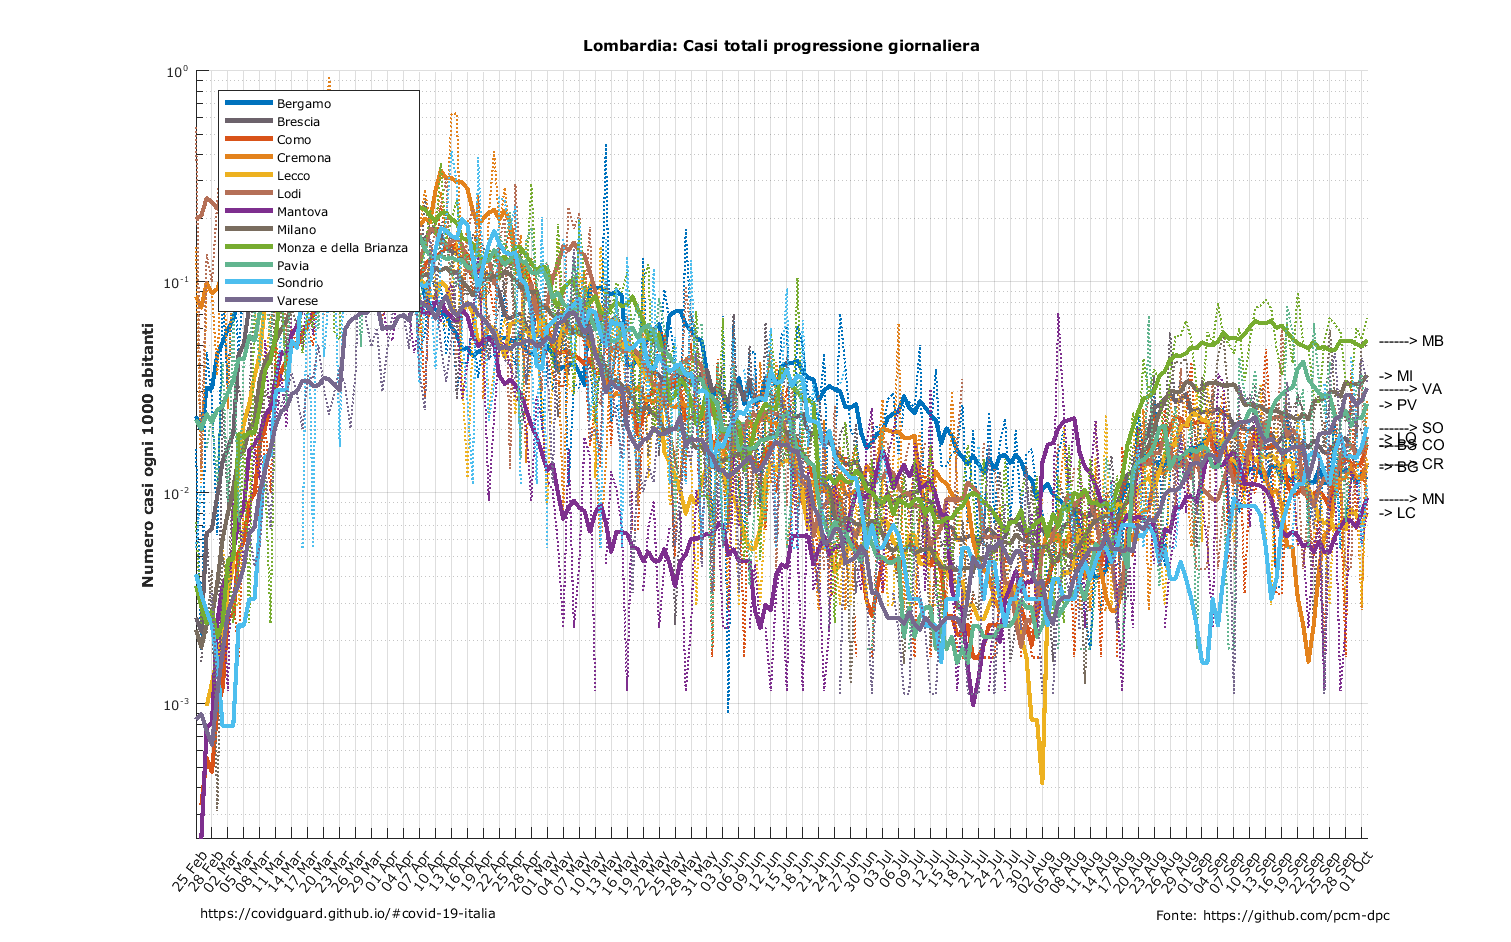 Lombardia: Casi totali progressione giornaliera
Numero casi ogni 1000 abitanti
10^0
10^-1
10^-2
10^-3
Bergamo
Brescia
Como
Cremona
Lecco
Lodi
Mantova
Milano
Monza e della Brianza
Pavia
Sondrio
Varese
------> MB
-> MI
------> VA
-> PV
------> SO
-> LO
-> BS
------> CO
------> CR
-> BG
------> MN
-> LC
25 Feb
28 Feb
02 Mar
05 Mar
08 Mar
11 Mar
14 Mar
17 Mar
20 Mar
23 Mar
26 Mar
29 Mar
01 Apr
04 Apr
07 Apr
10 Apr
13 Apr
16 Apr
19 Apr
22 Apr
25 Apr
28 Apr
01 May
04 May
07 May
10 May
13 May
16 May
19 May
22 May
25 May
28 May
31 May
03 Jun
06 Jun
09 Jun
12 Jun
15 Jun
18 Jun
21 Jun
24 Jun
27 Jun
30 Jun
03 Jul
06 Jul
09 Jul
12 Jul
15 Jul
18 Jul
21 Jul
24 Jul
27 Jul
30 Jul
02 Aug
05 Aug
08 Aug
11 Aug
14 Aug
17 Aug
20 Aug
23 Aug
26 Aug
29 Aug
01 Sep
04 Sep
07 Sep
10 Sep
13 Sep
16 Sep
19 Sep
22 Sep
25 Sep
28 Sep
01 Oct
https://covidguard.github.io/#covid-19-italia
Fonte: https://github.com/pcm-dpc